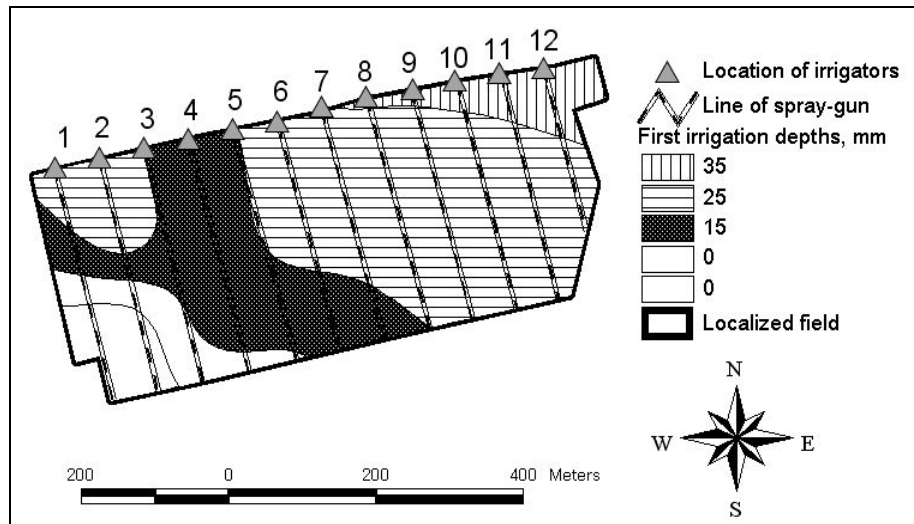 1 2 3 4 5 6 7 8 9 10 11 12
Location of irrigators
Line of spray-gun
First irrigation depths, mm
35
25
15
0
0
Localized field
N
W E
S
200 0 200 400 Meters